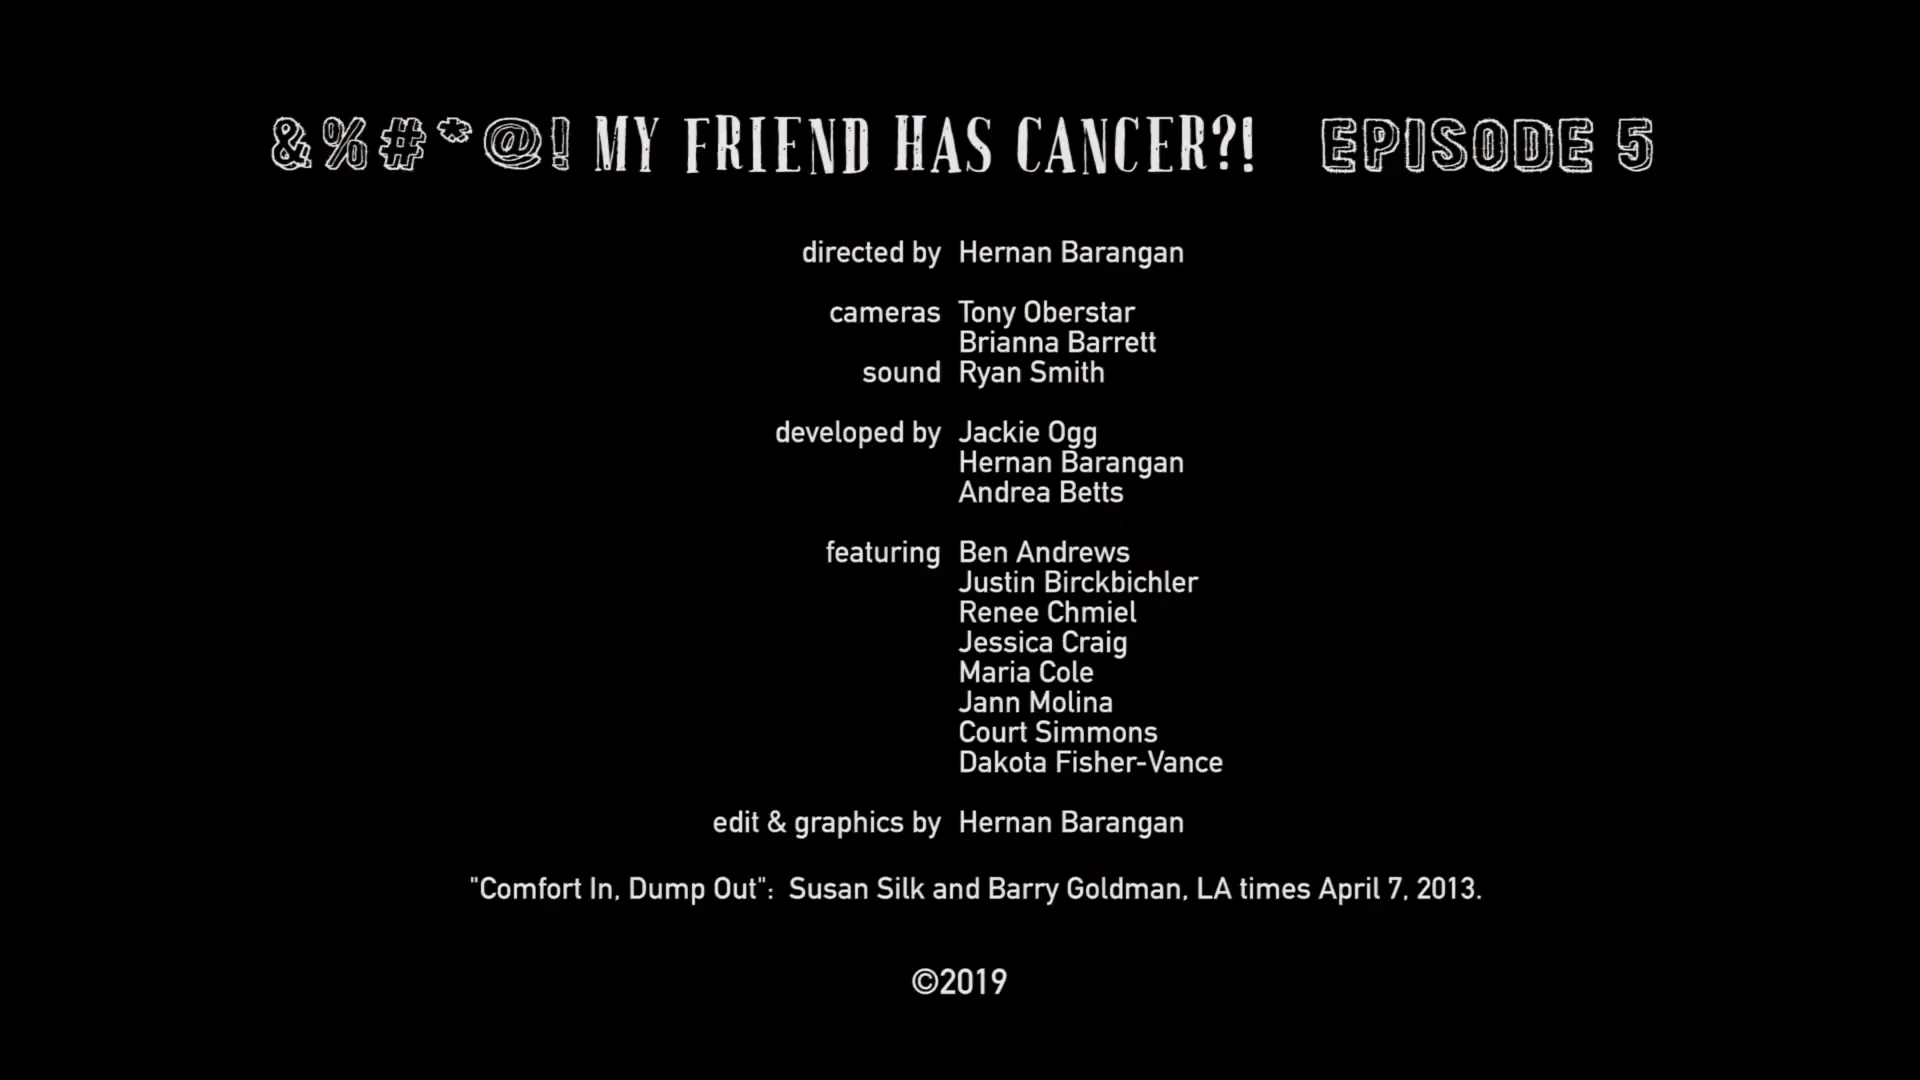 &%#*@! MY FRIEND HAS CANCER?! EPISODE 5
directed by Hernan Barangan
cameras Tony Oberstar
Brianna Barrett
sound Ryan Smith
developed by Jackie Ogg
Hernan Barangan
Andrea Betts
featuring Ben Andrews
Justin Birckbichler
Renee Chmiel
Jessica Craig
Maria Cole
Jann Molina
Court Simmons
Dakota Fisher-Vance
edit & graphics by Hernan Barangan
"Comfort In, Dump Out": Susan Silk and Barry Goldman, LA times April 7, 2013.
©2019